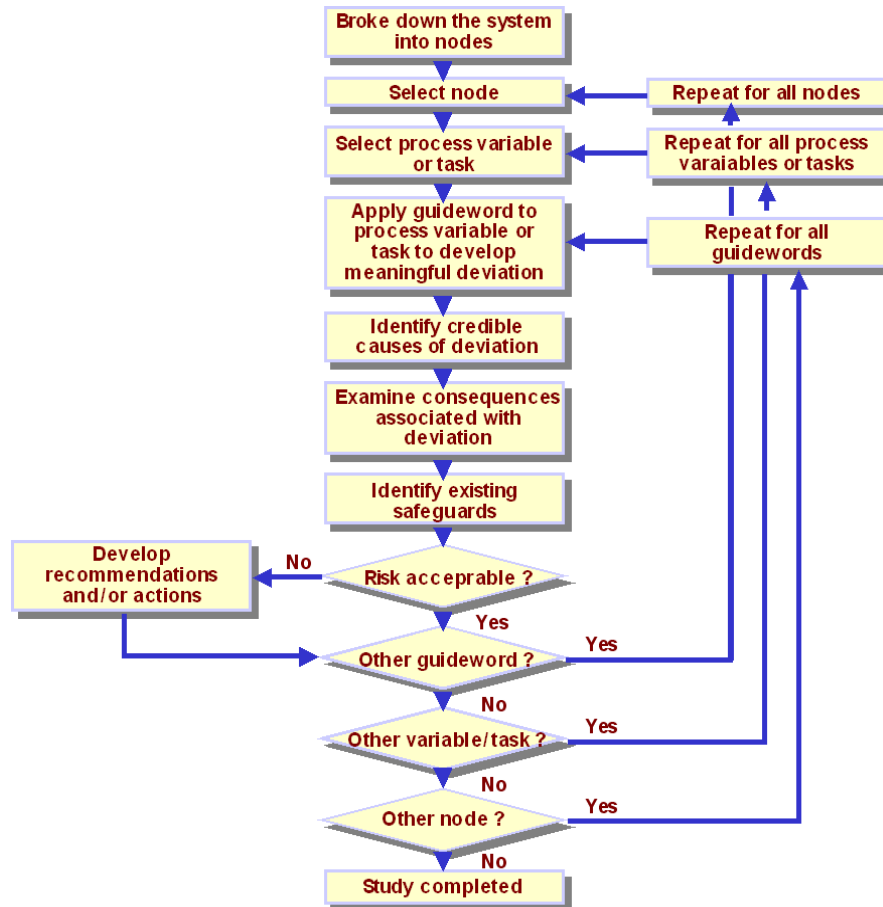 Broke down the system
into nodes
Select node
Repeat for all nodes
Select process variable
or task
Repeat for all process
varaiables or tasks
Apply guideword to
process variable or
task to develop
meaningful deviation
Repeat for all
guidewords
Identify credible
causes of deviation
Examine consequences
associated with
deviation
Identify existing
safeguards
Develop
recommendations
and/or actions
No
Risk acceprable ?
Yes
Other guideword ?
Yes
No
Other variable/task ?
Yes
No
Other node ?
Yes
No
Study completed